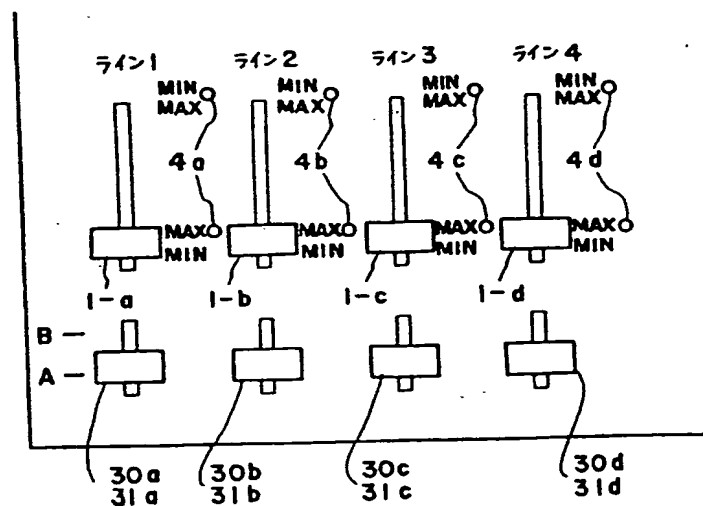 ライン1 ライン2 ライン3 ライン4
MIN MIN MIN MIN
MAX MAX MAX MAX
4a 4b 4c 4d
MAX MAX MAX MAX
MIN MIN MIN MIN
1-a 1-b 1-c 1-d
B
A
30a 30b 30c 30d
31a 31b 31c 31d